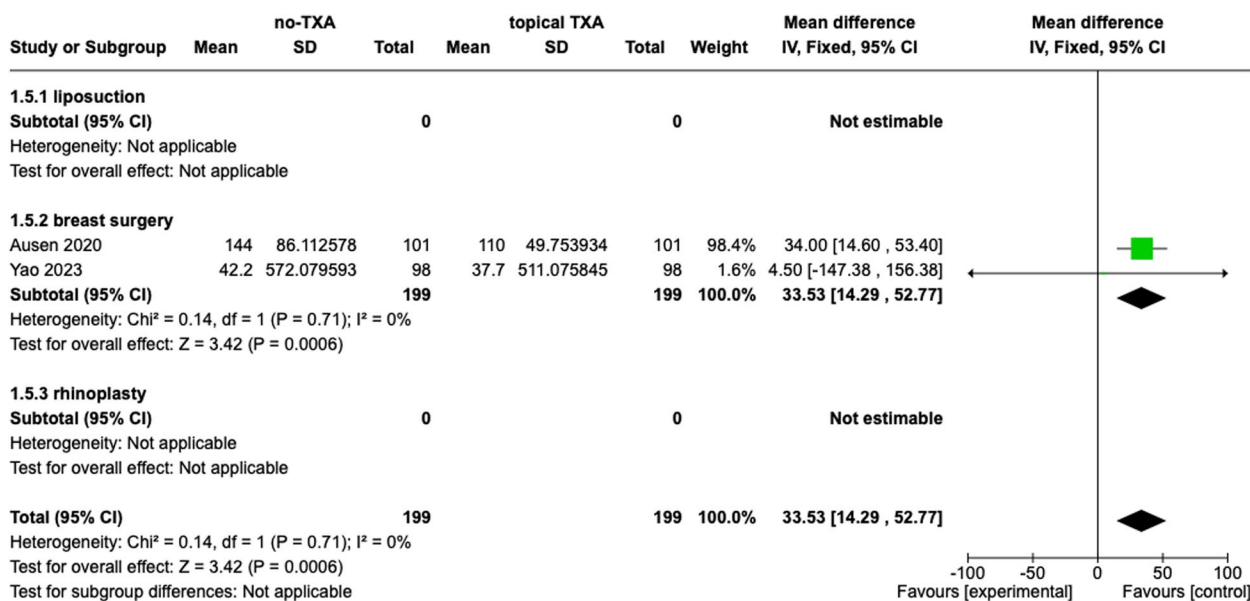 no-TXA topical TXA Mean difference Mean difference
Study or Subgroup Mean SD Total Mean SD Total Weight IV, Fixed, 95% CI IV, Fixed, 95% CI
1.5.1 liposuction
Subtotal (95% CI) 0 0 Not estimable
Heterogeneity: Not applicable
Test for overall effect: Not applicable
1.5.2 breast surgery
Ausen 2020 144 86.112578 101 110 49.753934 101 98.4% 34.00 [14.60 , 53.40]
Yao 2023 42.2 572.079593 98 37.7 511.075845 98 1.6% 4.50 [-147.38 , 156.38]
Subtotal (95% CI) 199 199 100.0% 33.53 [14.29 , 52.77]
Heterogeneity: Chi² = 0.14, df = 1 (P = 0.71); I² = 0%
Test for overall effect: Z = 3.42 (P = 0.0006)
1.5.3 rhinoplasty
Subtotal (95% CI) 0 0 Not estimable
Heterogeneity: Not applicable
Test for overall effect: Not applicable
Total (95% CI) 199 199 100.0% 33.53 [14.29 , 52.77]
Heterogeneity: Chi² = 0.14, df = 1 (P = 0.71); I² = 0%
Test for overall effect: Z = 3.42 (P = 0.0006)
Test for subgroup differences: Not applicable
-100 -50 0 50 100
Favours [experimental] Favours [control]